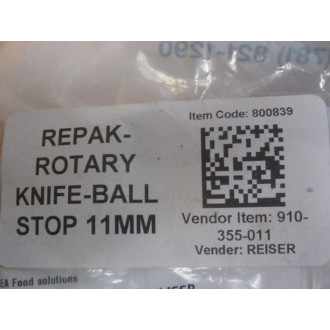 (781) 821-1290
Item Code: 800839
REPAK-
ROTARY
KNIFE-BALL
STOP 11MM
Vendor Item: 910-
355-011
Vender: REISER
EA Food solutions